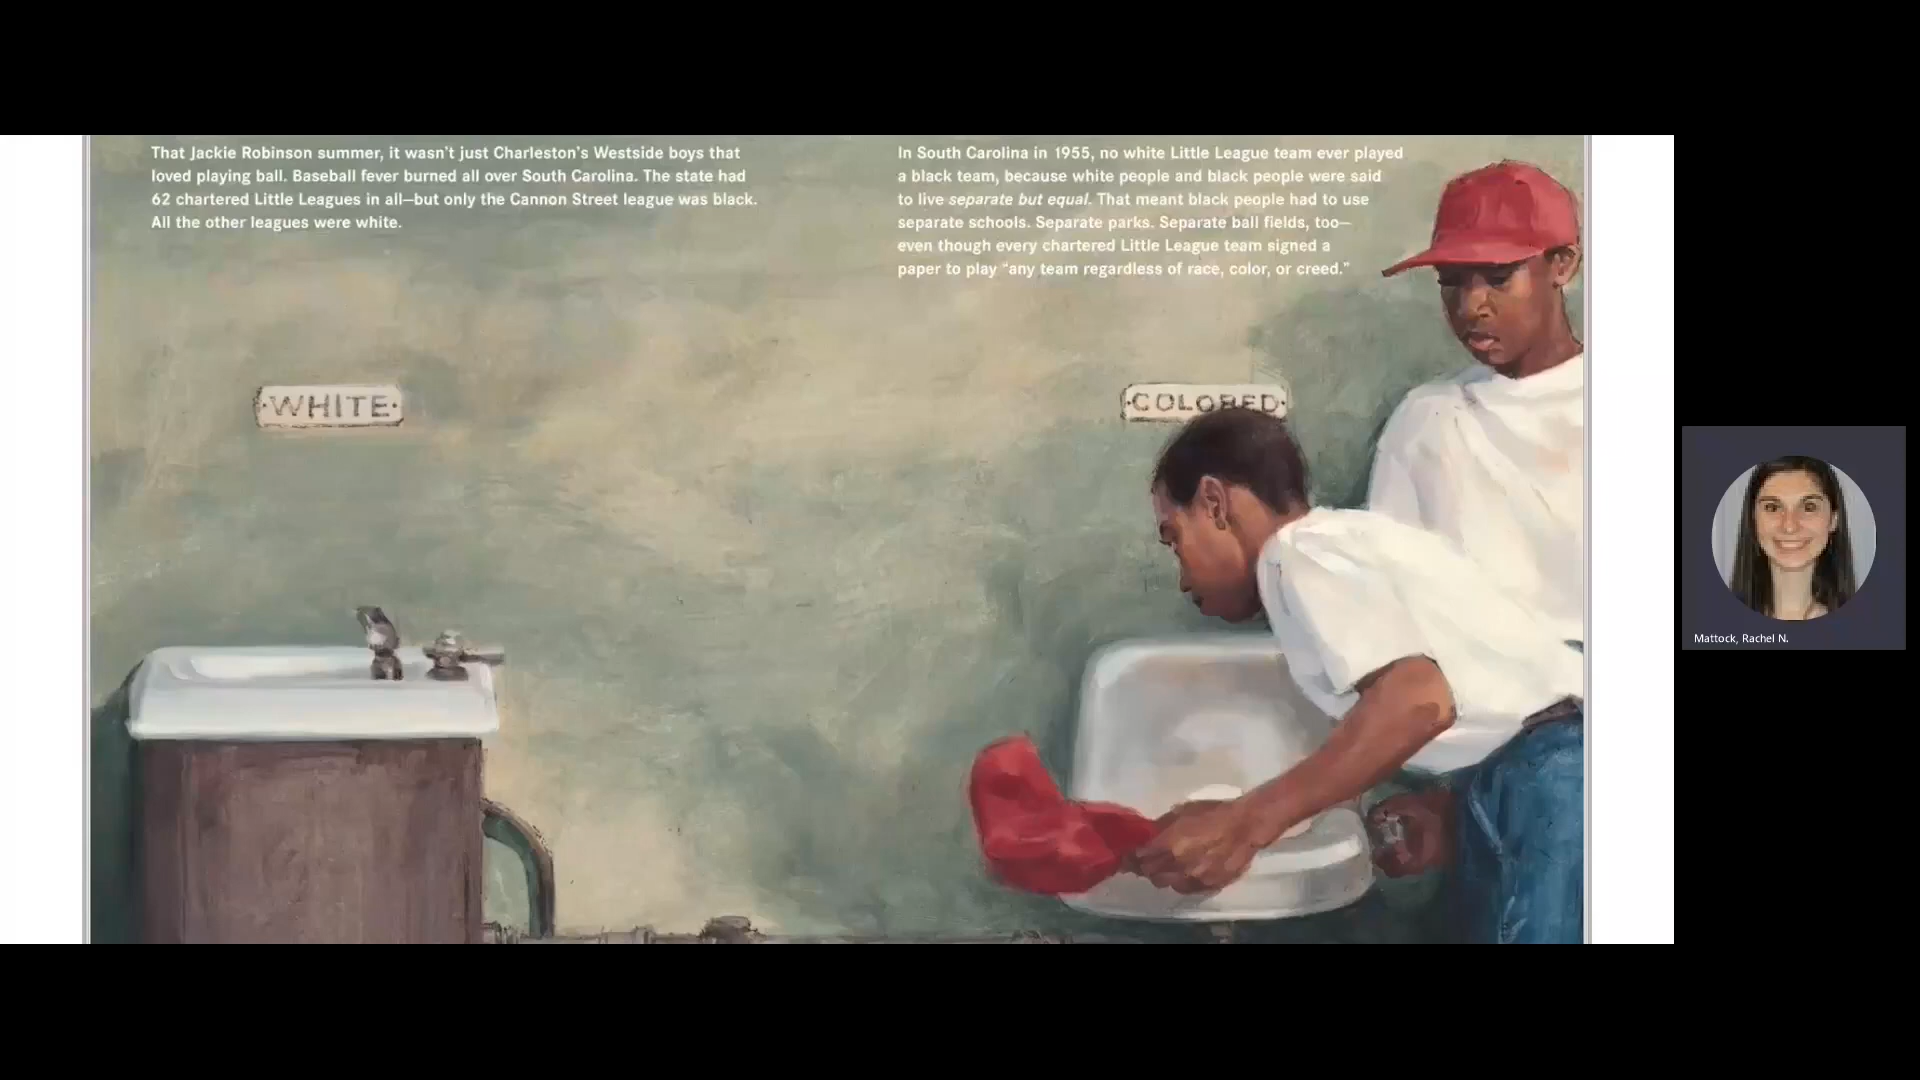 That Jackie Robinson summer, it wasn't just Charleston's Westside boys that
loved playing ball. Baseball fever burned all over South Carolina. The state had
62 chartered Little Leagues in all—but only the Cannon Street league was black.
All the other leagues were white.
In South Carolina in 1955, no white Little League team ever played
a black team, because white people and black people were said
to live separate but equal. That meant black people had to use
separate schools. Separate parks. Separate ball fields, too—
even though every chartered Little League team signed a
paper to play “any team regardless of race, color, or creed.”
·WHITE·
·COLORED·
Mattock, Rachel N.